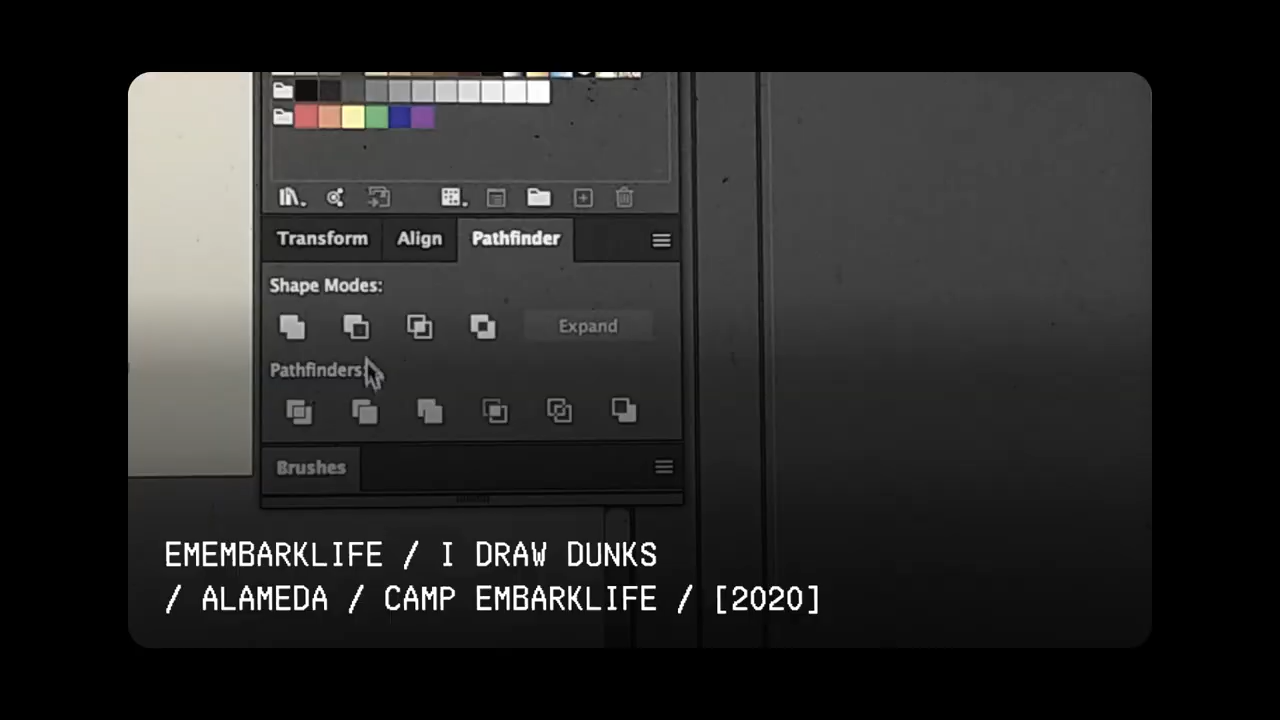 Transform Align Pathfinder
Shape Modes:
Expand
Pathfinders:
Brushes
EMEMBARKLIFE / I DRAW DUNKS
/ ALAMEDA / CAMP EMBARKLIFE / [2020]